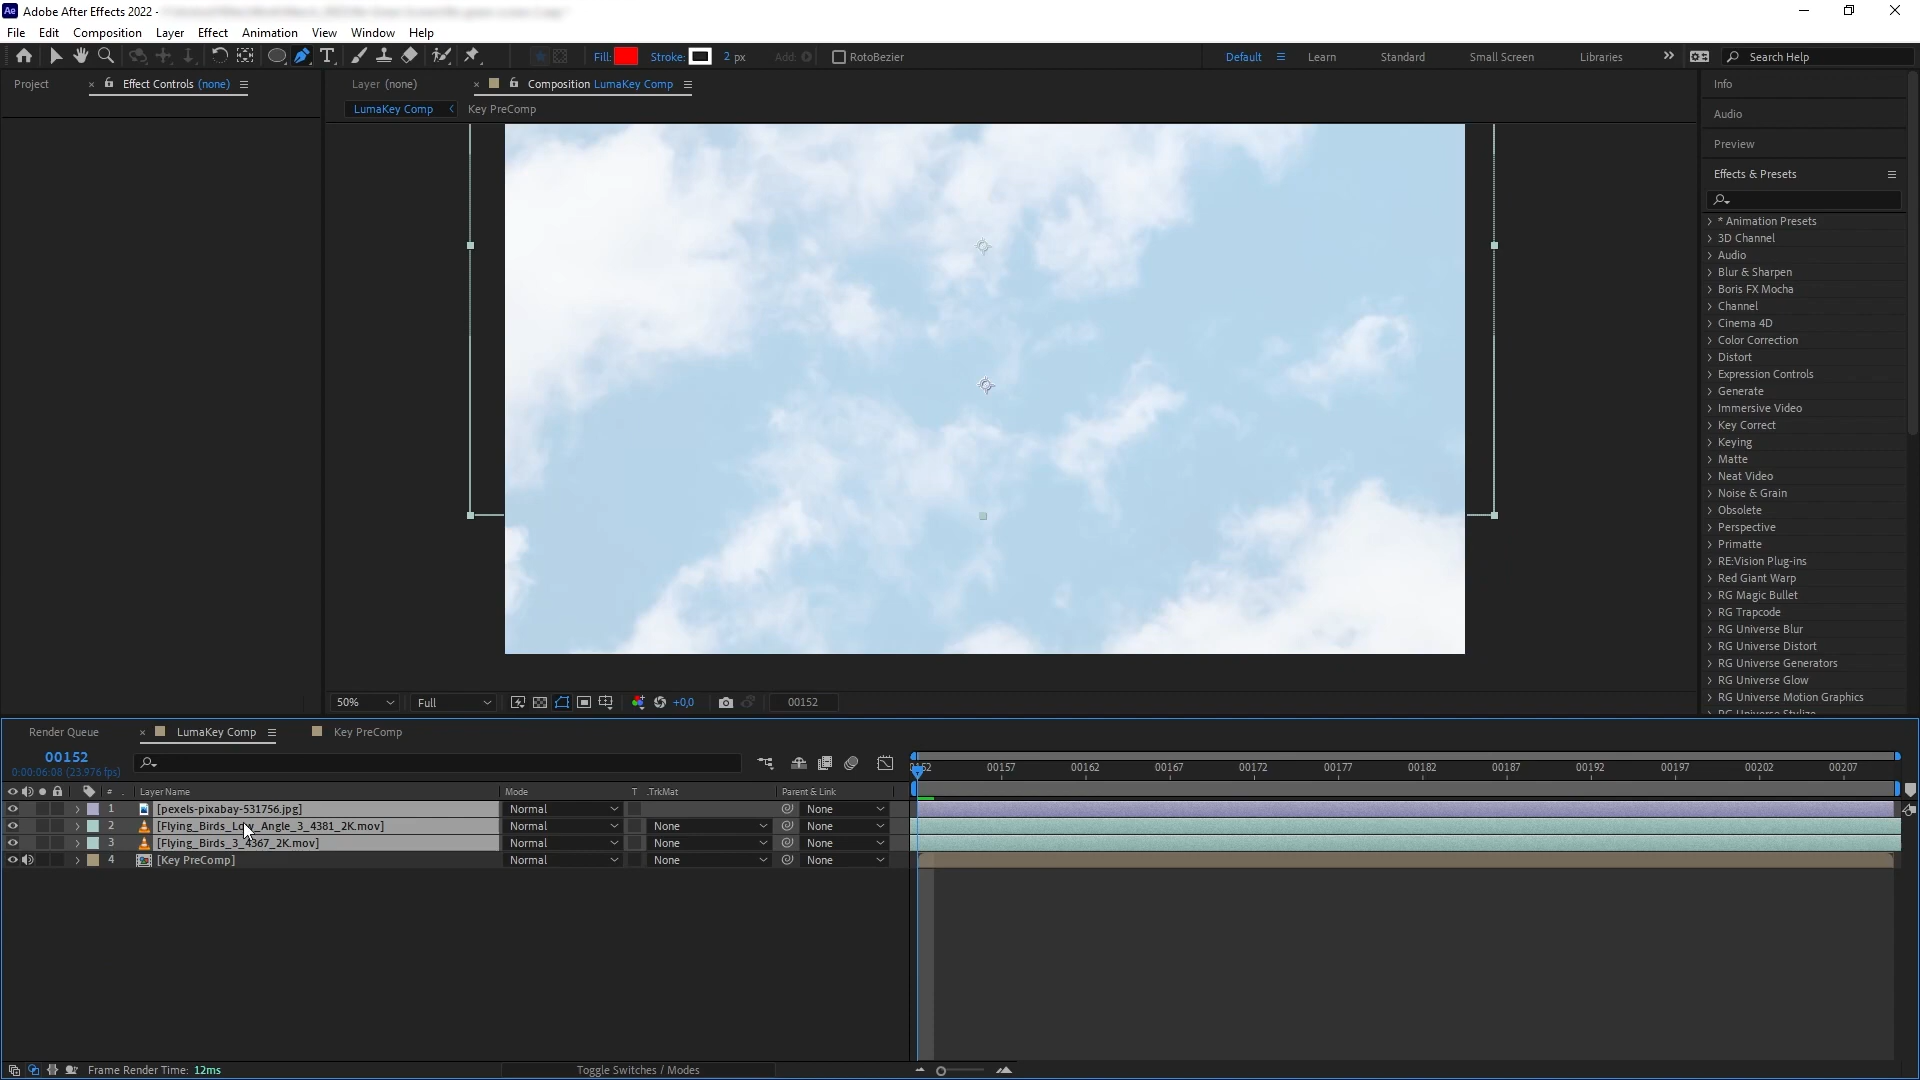 Ae Adobe After Effects 2022 -
File Edit Composition Layer Effect Animation View Window Help
Fill: Stroke: 2 px Add: RotoBezier Default Learn Standard Small Screen Libraries Search Help
Project Effect Controls (none) Layer (none) Composition LumaKey Comp
LumaKey Comp Key PreComp
Info
Audio
Preview
Effects & Presets
* Animation Presets
3D Channel
Audio
Blur & Sharpen
Boris FX Mocha
Channel
Cinema 4D
Color Correction
Distort
Expression Controls
Generate
Immersive Video
Key Correct
Keying
Matte
Neat Video
Noise & Grain
Obsolete
Perspective
Primatte
RE:Vision Plug-ins
Red Giant Warp
RG Magic Bullet
RG Trapcode
RG Universe Blur
RG Universe Distort
RG Universe Generators
RG Universe Glow
RG Universe Motion Graphics
RG Universe Stylize
50% Full +0,0 00152
Render Queue LumaKey Comp Key PreComp
00152
0:00:06:08 (23.976 fps)
00157 00162 00167 00172 00177 00182 00187 00192 00197 00202 00207
# Layer Name Mode T .TrkMat Parent & Link
1 [pexels-pixabay-531756.jpg] Normal None
2 [Flying_Birds_Low_Angle_3_4381_2K.mov] Normal None None
3 [Flying_Birds_3_4367_2K.mov] Normal None None
4 [Key PreComp] Normal None None
Frame Render Time: 12ms Toggle Switches / Modes